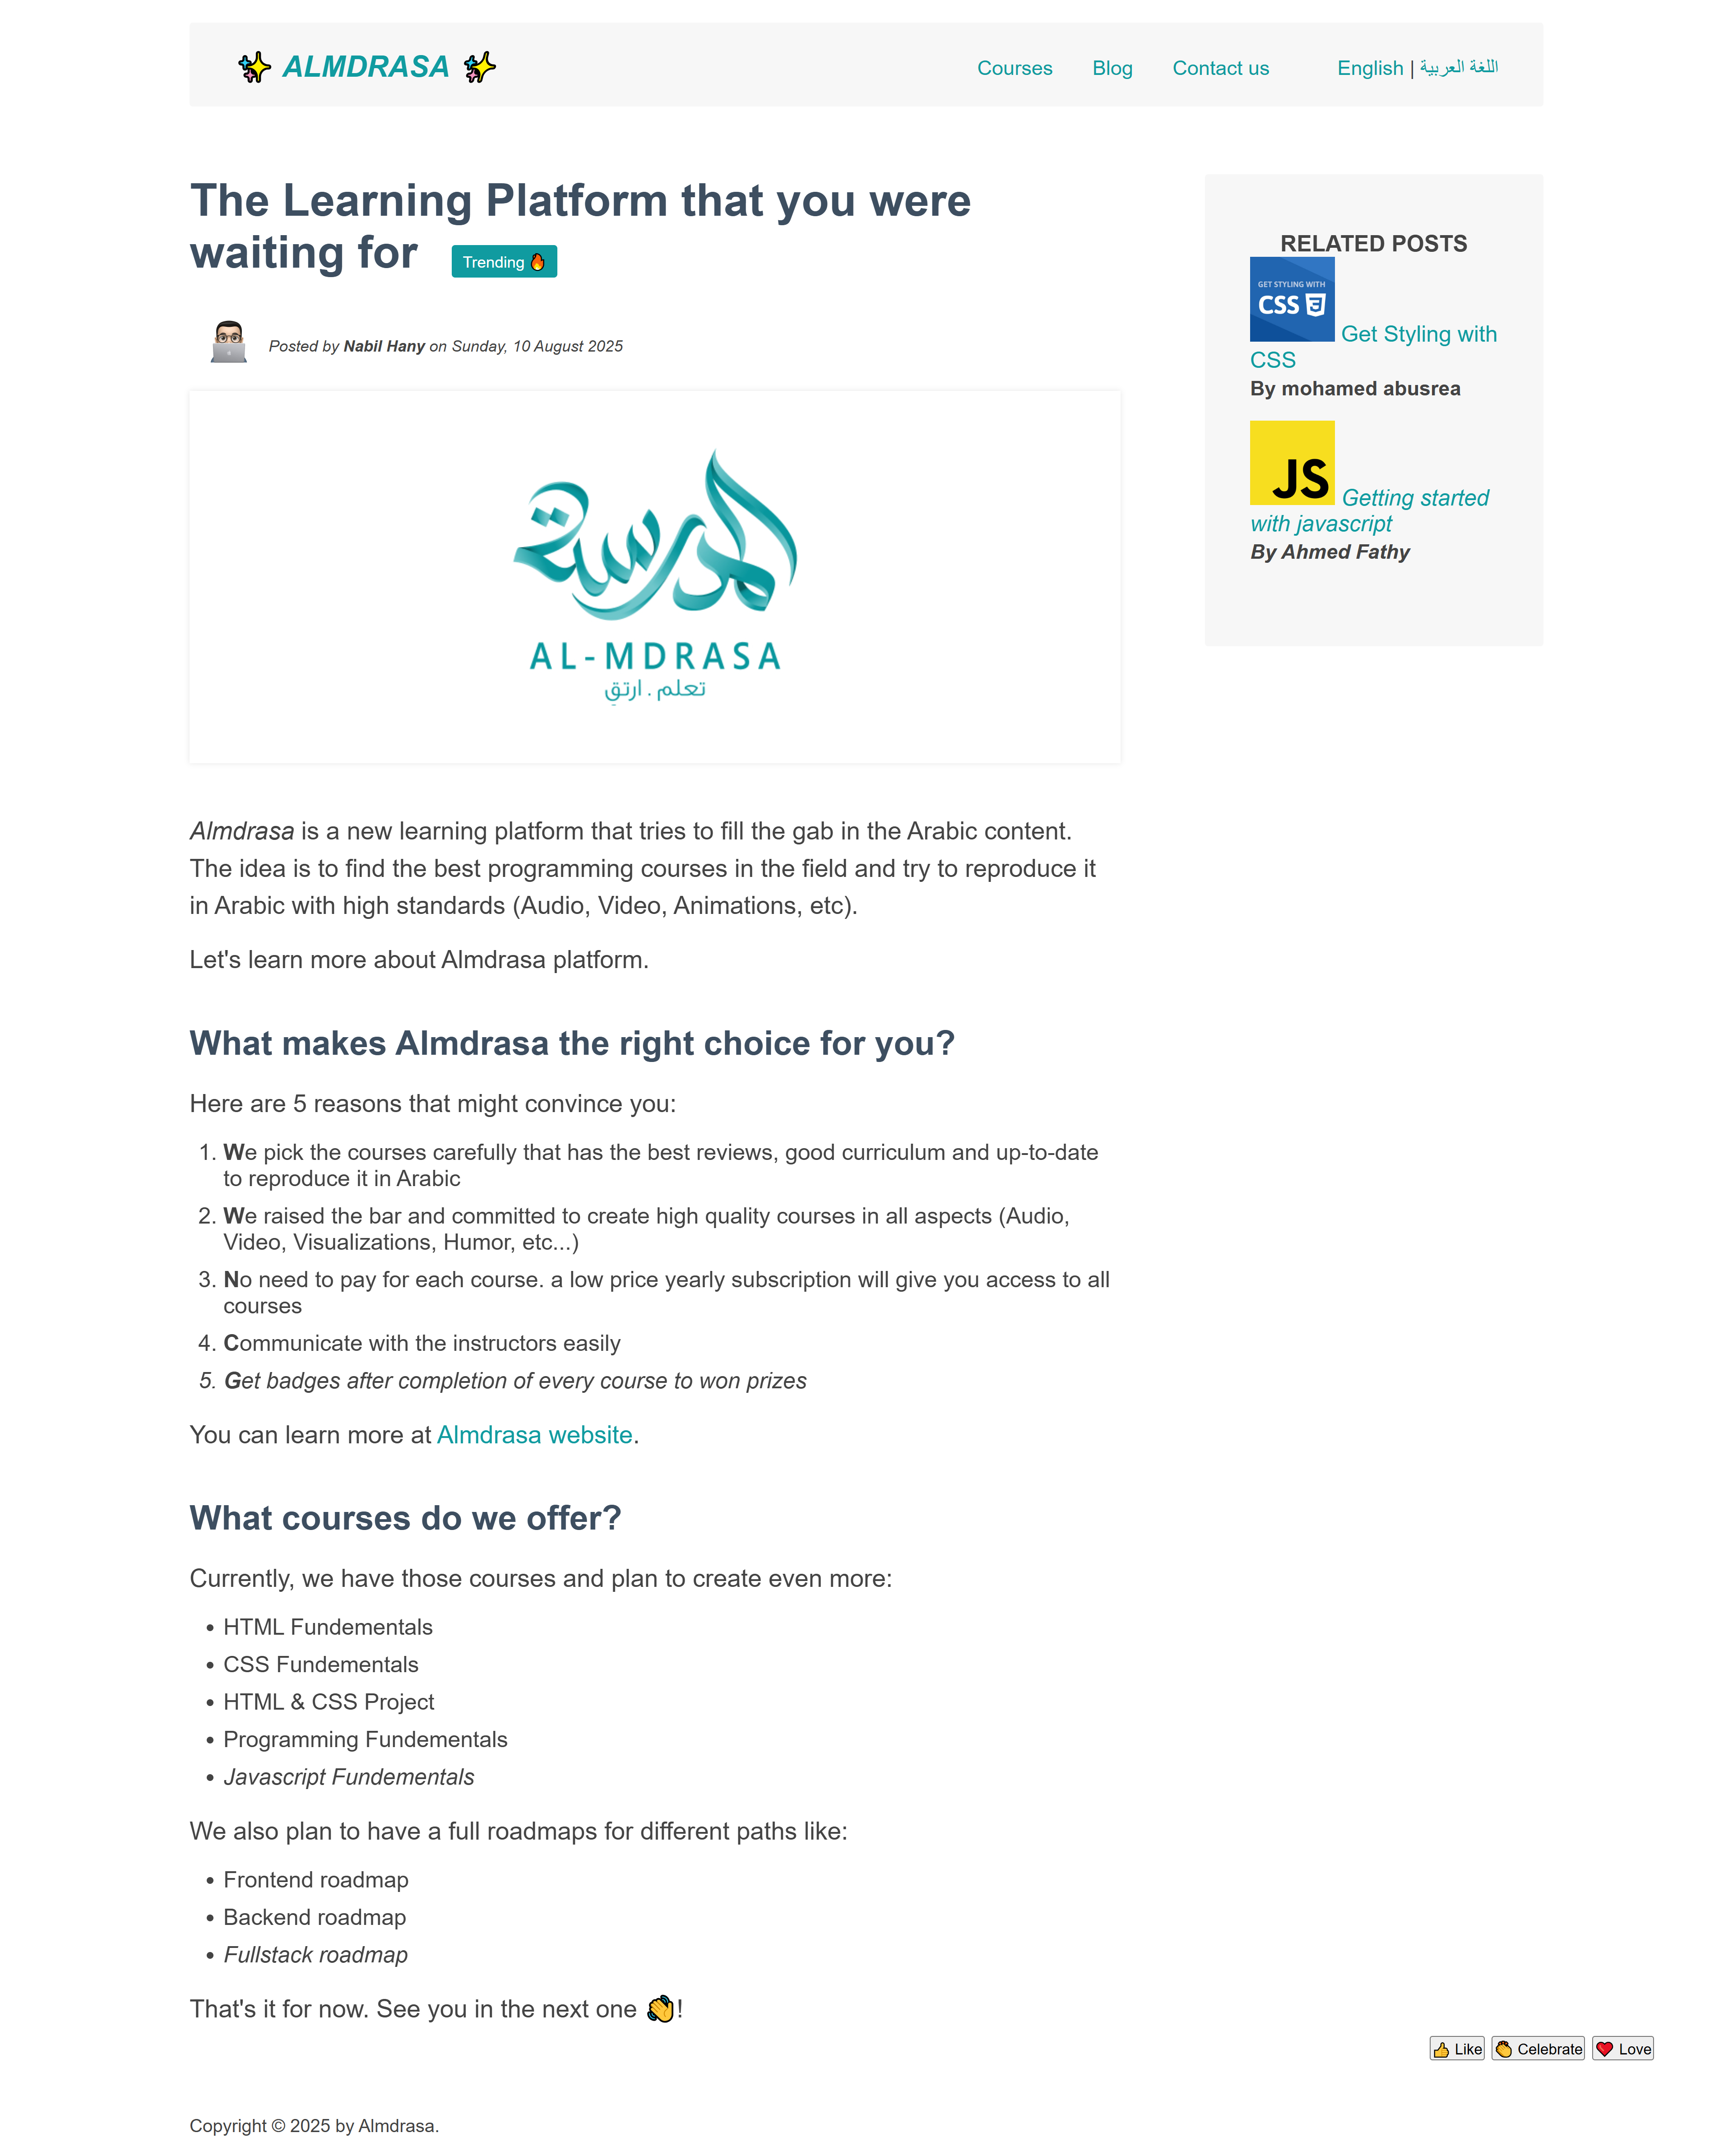 ✨ ALMDRASA ✨
Courses Blog Contact us English | اللغة العربية
The Learning Platform that you were
waiting for Trending 🔥
Posted by Nabil Hany on Sunday, 10 August 2025
المدرسة
AL-MDRASA
تعلم . ارتقِ
Almdrasa is a new learning platform that tries to fill the gab in the Arabic content.
The idea is to find the best programming courses in the field and try to reproduce it
in Arabic with high standards (Audio, Video, Animations, etc).
Let's learn more about Almdrasa platform.
What makes Almdrasa the right choice for you?
Here are 5 reasons that might convince you:
1. We pick the courses carefully that has the best reviews, good curriculum and up-to-date
to reproduce it in Arabic
2. We raised the bar and committed to create high quality courses in all aspects (Audio,
Video, Visualizations, Humor, etc...)
3. No need to pay for each course. a low price yearly subscription will give you access to all
courses
4. Communicate with the instructors easily
5. Get badges after completion of every course to won prizes
You can learn more at Almdrasa website.
What courses do we offer?
Currently, we have those courses and plan to create even more:
• HTML Fundementals
• CSS Fundementals
• HTML & CSS Project
• Programming Fundementals
• Javascript Fundementals
We also plan to have a full roadmaps for different paths like:
• Frontend roadmap
• Backend roadmap
• Fullstack roadmap
That's it for now. See you in the next one 👏!
RELATED POSTS
GET STYLING WITH
CSS 3
Get Styling with
CSS
By mohamed abusrea
JS
Getting started
with javascript
By Ahmed Fathy
👍 Like 👏 Celebrate ❤️ Love
Copyright © 2025 by Almdrasa.